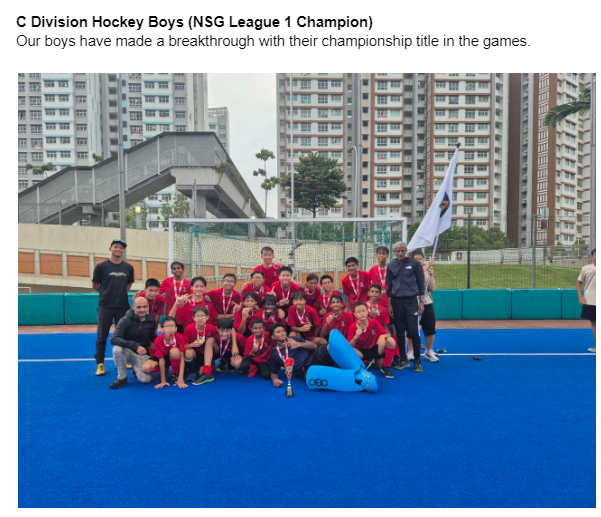 C Division Hockey Boys (NSG League 1 Champion)
Our boys have made a breakthrough with their championship title in the games.
OBO